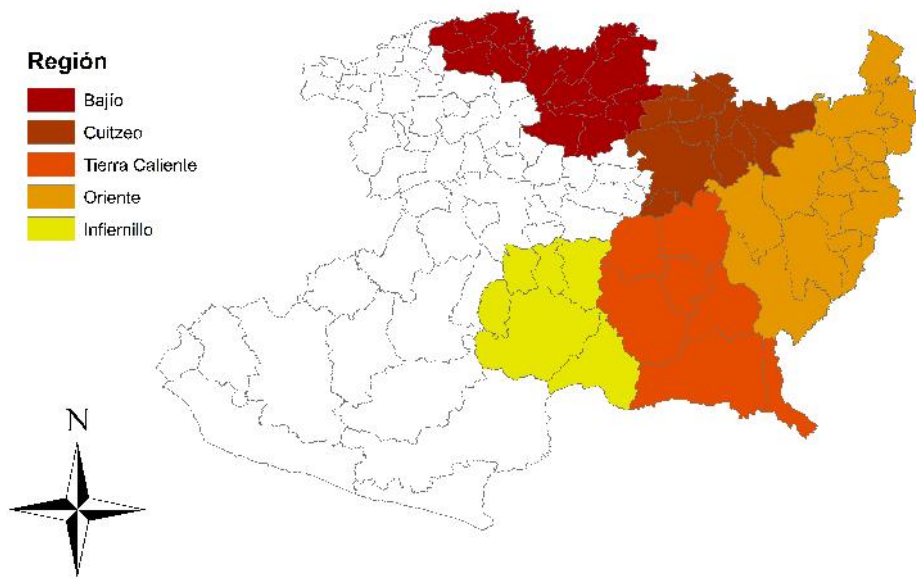 Región
Bajío
Cuitzeo
Tierra Caliente
Oriente
Infiernillo
N